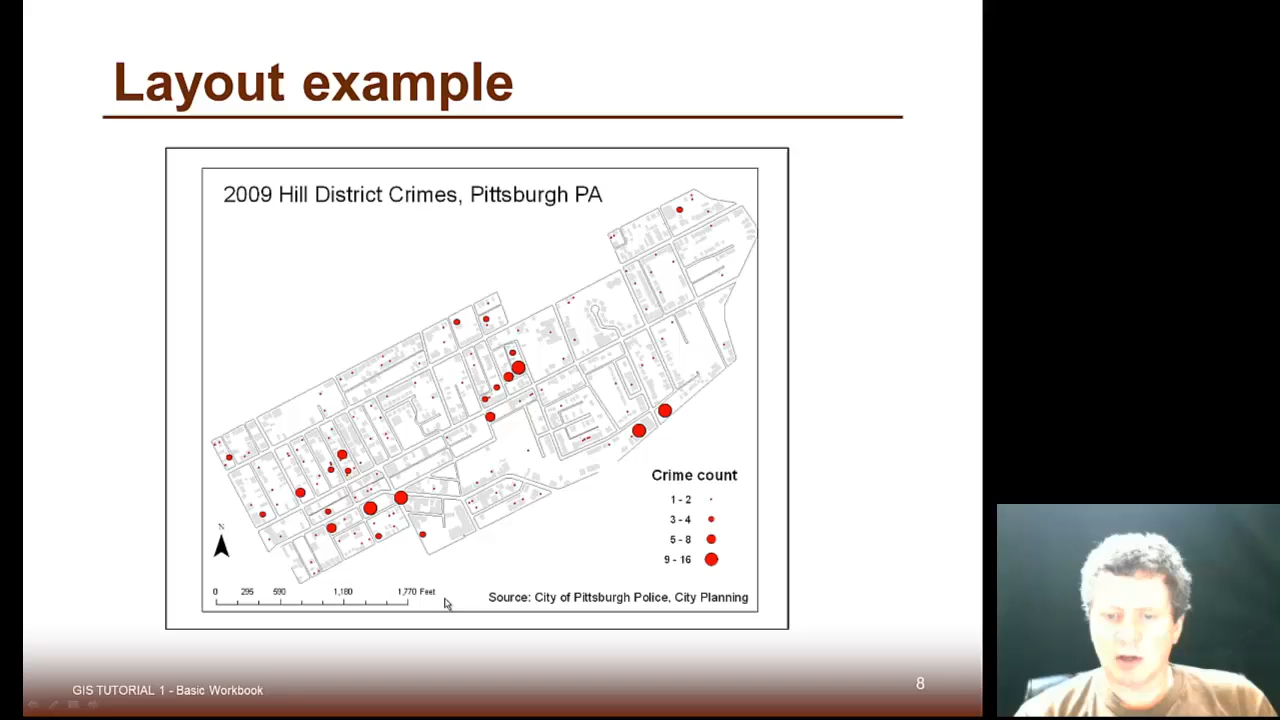 Layout example
2009 Hill District Crimes, Pittsburgh PA
Crime count
1 - 2
3 - 4
5 - 8
9 - 16
N
0 295 590 1,180 1,770 Feet
Source: City of Pittsburgh Police, City Planning
GIS TUTORIAL 1 - Basic Workbook
8